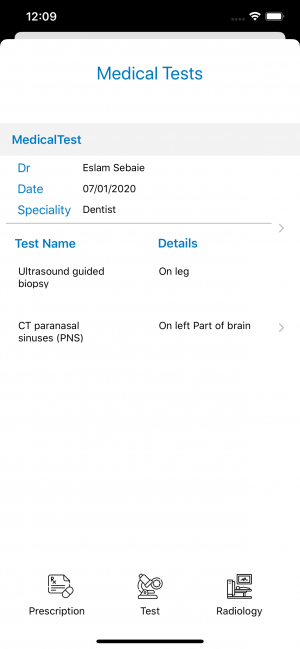 12:09
Medical Tests
MedicalTest
Dr Eslam Sebaie
Date 07/01/2020
Speciality Dentist
Test Name Details
Ultrasound guided On leg
biopsy
CT paranasal On left Part of brain
sinuses (PNS)
Prescription Test Radiology